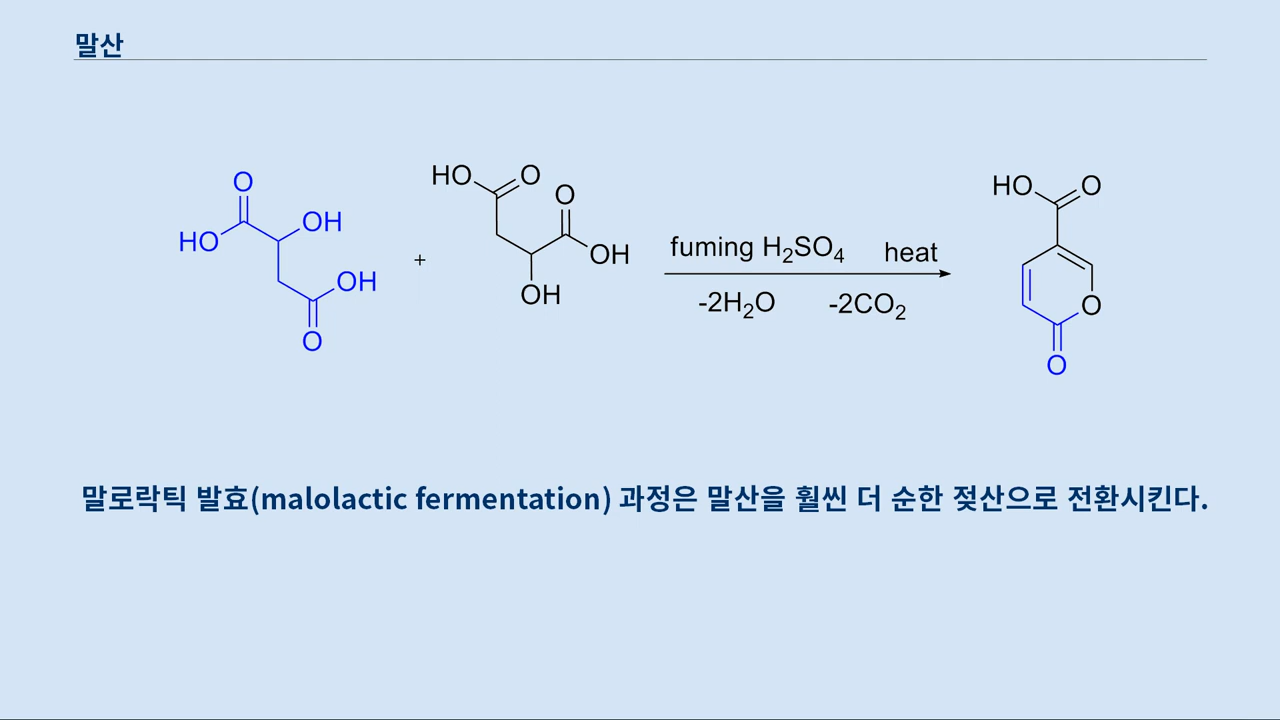 말산
O
HO
OH
OH
O
+
HO
O
O
OH
OH
fuming H₂SO₄ heat
-2H₂O -2CO₂
HO
O
O
O
말로락틱 발효(malolactic fermentation) 과정은 말산을 훨씬 더 순한 젖산으로 전환시킨다.